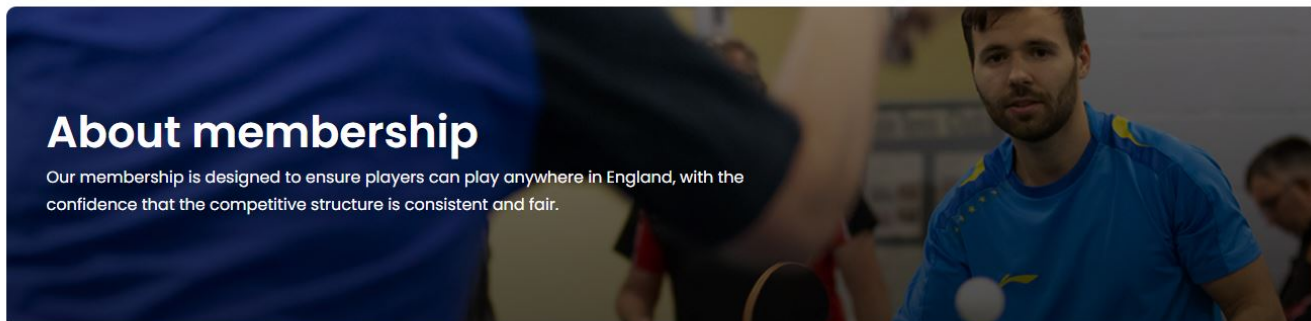 About membership
Our membership is designed to ensure players can play anywhere in England, with the
confidence that the competitive structure is consistent and fair.